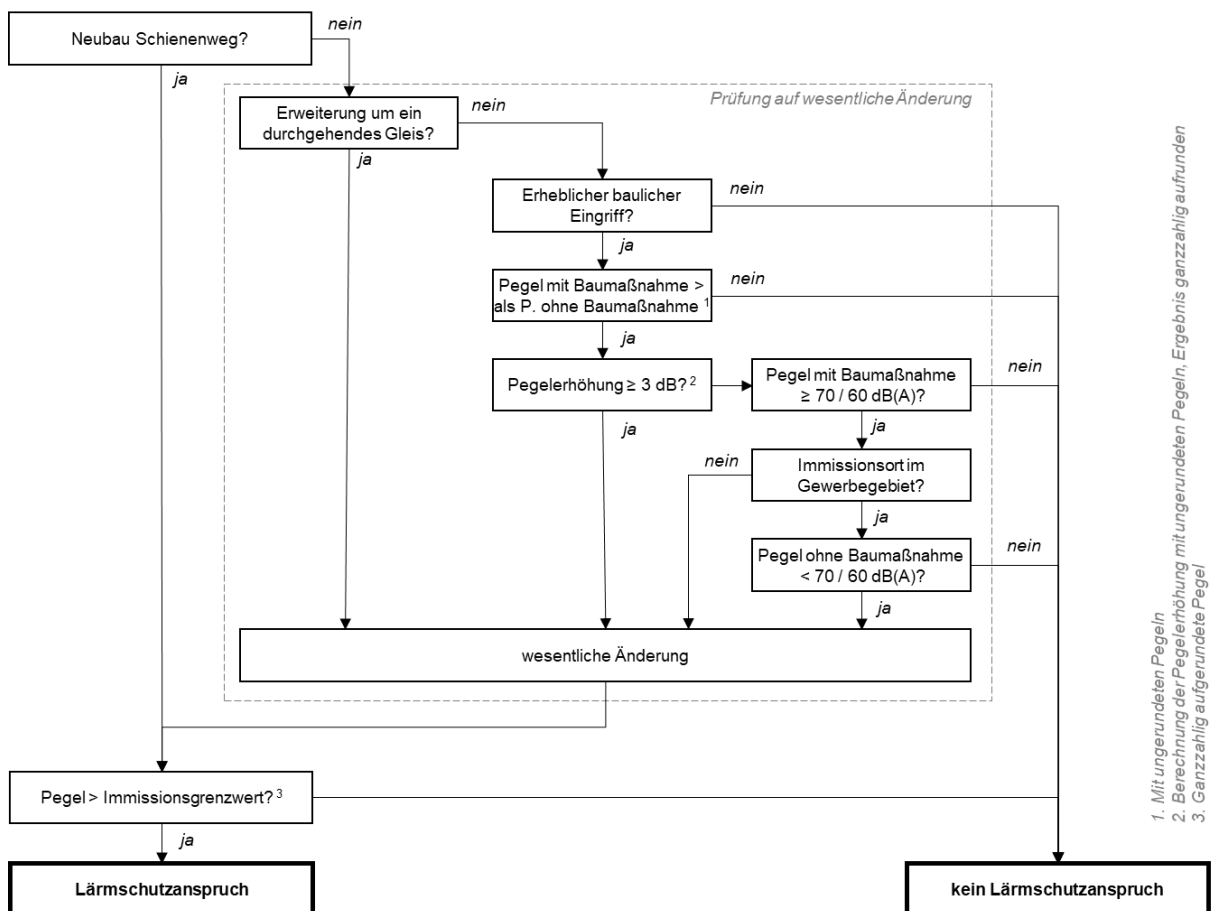 nein
Neubau Schienenweg?
ja
Prüfung auf wesentliche Änderung
Erweiterung um ein
durchgehendes Gleis?
nein
ja
Erheblicher baulicher
Eingriff?
nein
ja
Pegel mit Baumaßnahme >
als P. ohne Baumaßnahme ¹
nein
ja
Pegelerhöhung ≥ 3 dB? ²
Pegel mit Baumaßnahme
≥ 70 / 60 dB(A)?
nein
ja
ja
nein
Immissionsort im
Gewerbegebiet?
ja
Pegel ohne Baumaßnahme
< 70 / 60 dB(A)?
nein
ja
wesentliche Änderung
Pegel > Immissionsgrenzwert? ³
ja
Lärmschutzanspruch
kein Lärmschutzanspruch
1. Mit ungerundeten Pegeln
2. Berechnung der Pegelerhöhung mit ungerundeten Pegeln, Ergebnis ganzzahlig aufrunden
3. Ganzzahlig aufgerundete Pegel